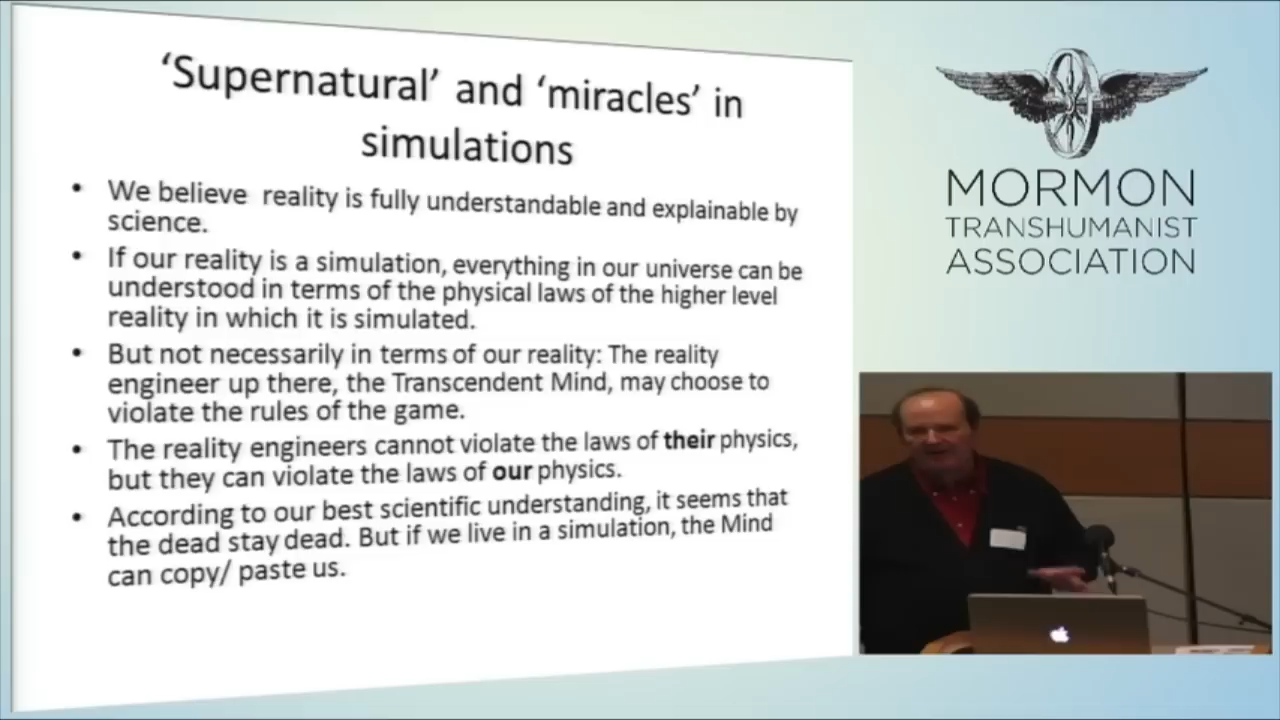 ‘Supernatural’ and ‘miracles’ in
simulations
• We believe reality is fully understandable and explainable by
science.
• If our reality is a simulation, everything in our universe can be
understood in terms of the physical laws of the higher level
reality in which it is simulated.
• But not necessarily in terms of our reality: The reality
engineer up there, the Transcendent Mind, may choose to
violate the rules of the game.
• The reality engineers cannot violate the laws of their physics,
but they can violate the laws of our physics.
• According to our best scientific understanding, it seems that
the dead stay dead. But if we live in a simulation, the Mind
can copy/ paste us.
MORMON
TRANSHUMANIST
ASSOCIATION